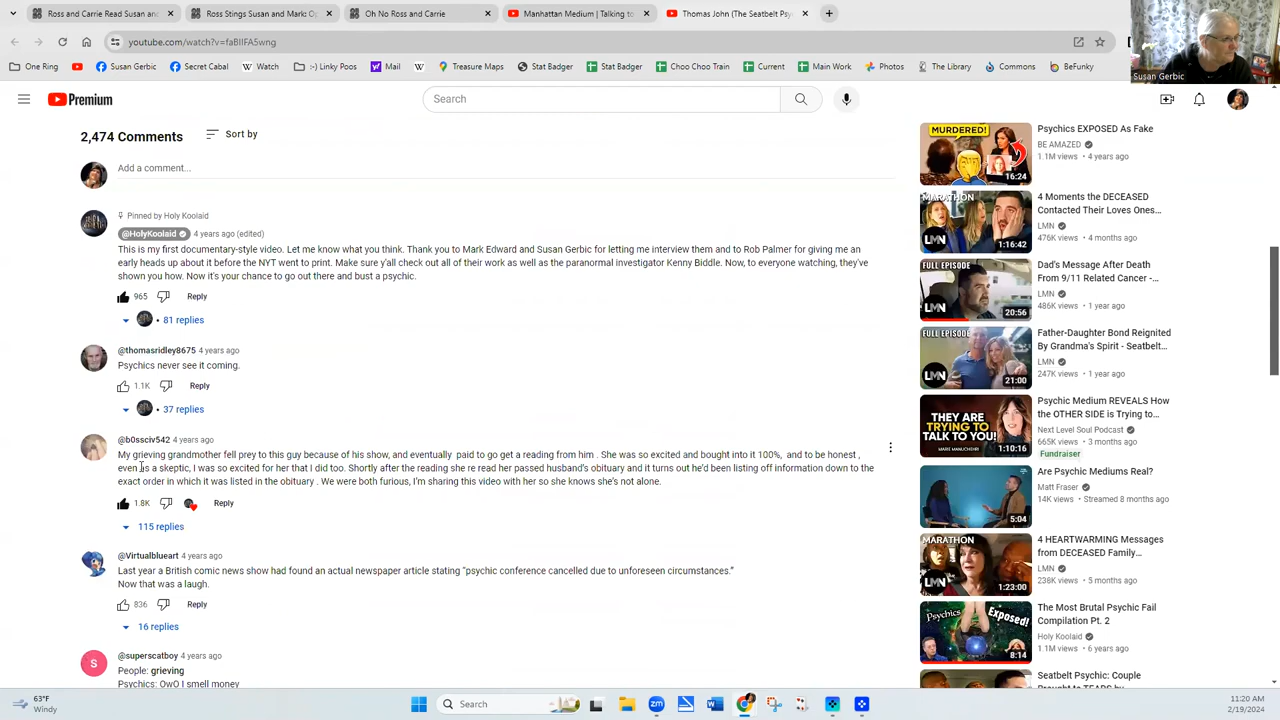 Ross and Susan and Carrie
Ross Stings Susan and Mark: O
Oh No Ross and Carrie
Manhattan Medium | Talking to
Thomas John (The Seatbelt Psy
youtube.com/watch?v=faBIIFA5wng
One Ring
Susan Gerbic
Secret Cabal
Watch
:-) Linky Poos
Mail
Treasure Maps
Stat Badger
Stat Badger
Choo Choo Train
Current
Main Work
Photos
The Library
Commons
BeFunky
Susan Gerbic
Premium
Search
2,474 Comments
Sort by
Add a comment...
Pinned by Holy Koolaid
@HolyKoolaid 4 years ago (edited)
This is my first documentary-style video. Let me know what you think. Thank you to Mark Edward and Susan Gerbic for letting me interview them and to Rob Palmer for giving me an
early heads up about it before the NYT went to print. Make sure y'all check out all of their work as well as the paranormal investigator Kenny Biddle. Now, to everyone watching, they've
shown you how. Now it's your chance to go out there and bust a psychic.
965 Reply
81 replies
@thomasridley8675 4 years ago
Psychics never see it coming.
1.1K Reply
37 replies
@b0ssciv542 4 years ago
My grieving grandmother fell prey to this man because of his show, and eventually paid to go get a reading from him . She was so excited and bought into it 100%, and to be honest ,
even as a skeptic, I was so excited for her that I did too. Shortly after the reading she re read her passed husband's obituary and it turns out he'd been listing off information down to the
exact order in which it was listed in the obituary. We were both furious, I'm sharing this video with her so she knows she's not alone.
1.8K Reply
115 replies
@Virtualblueart 4 years ago
Last year a British comic news show had found an actual newspaper article stating "psychic conference cancelled due to unforeseen circumstances."
Now that was a laugh.
836 Reply
16 replies
S
@superscatboy 4 years ago
People: grieving
Psychics: OwO I smell money
MURDERED!
16:24
Psychics EXPOSED As Fake
BE AMAZED
1.1M views • 4 years ago
MARATHON
LMN
1:16:42
4 Moments the DECEASED
Contacted Their Loves Ones...
LMN
476K views • 4 months ago
FULL EPISODE
LMN
20:56
Dad's Message After Death
From 9/11 Related Cancer -...
LMN
486K views • 1 year ago
FULL EPISODE
LMN
21:00
Father-Daughter Bond Reignited
By Grandma's Spirit - Seatbelt...
LMN
247K views • 1 year ago
THEY ARE
TRYING TO
TALK TO YOU!
1:10:16
Psychic Medium REVEALS How
the OTHER SIDE is Trying to...
Next Level Soul Podcast
665K views • 3 months ago
Fundraiser
5:04
Are Psychic Mediums Real?
Matt Fraser
14K views • Streamed 8 months ago
MARATHON
LMN
1:23:00
4 HEARTWARMING Messages
from DECEASED Family...
LMN
238K views • 5 months ago
Psychics Exposed!
8:14
The Most Brutal Psychic Fail
Compilation Pt. 2
Holy Koolaid
1.1M views • 6 years ago
Seatbelt Psychic: Couple
Brought to TEARS by
63°F
Windy
Search
zm
11:20 AM
2/19/2024